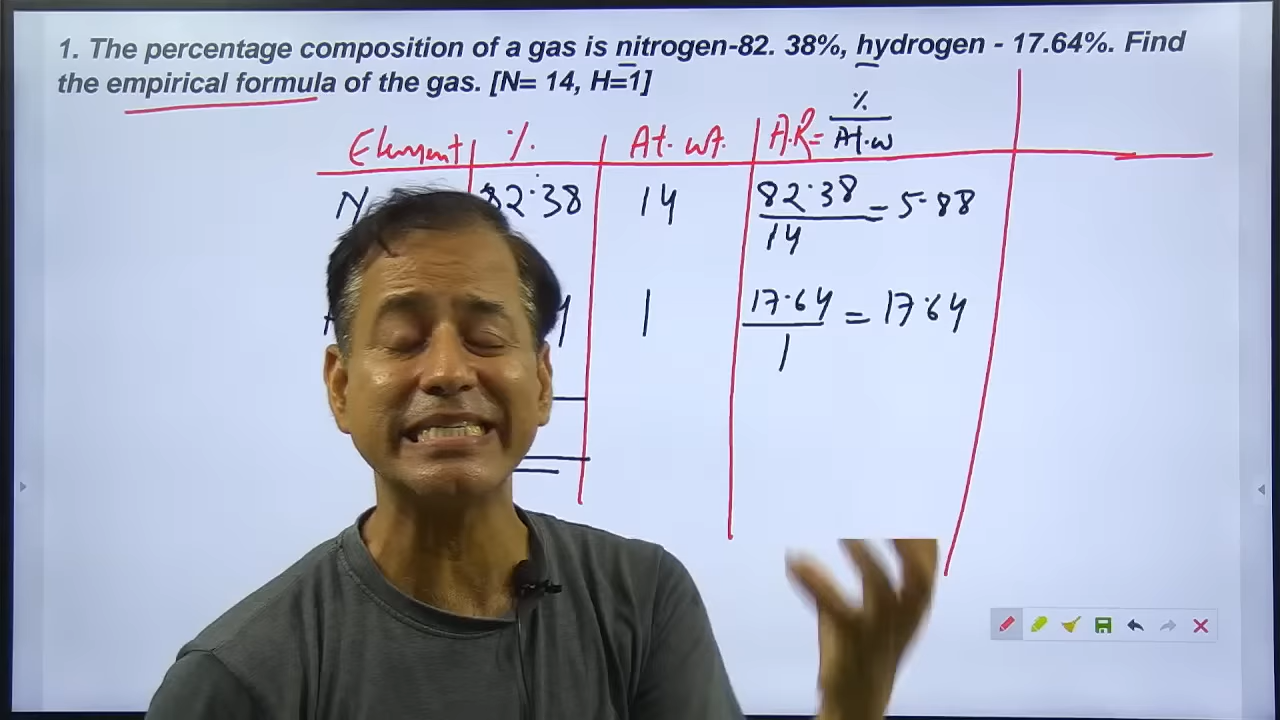 1. The percentage composition of a gas is nitrogen-82. 38%, hydrogen - 17.64%. Find
the empirical formula of the gas. [N= 14, H=1]
Element % At. wt. A.R = %/At.w
N 82.38 14 82.38/14 = 5.88
1 17.64/1 = 17.64